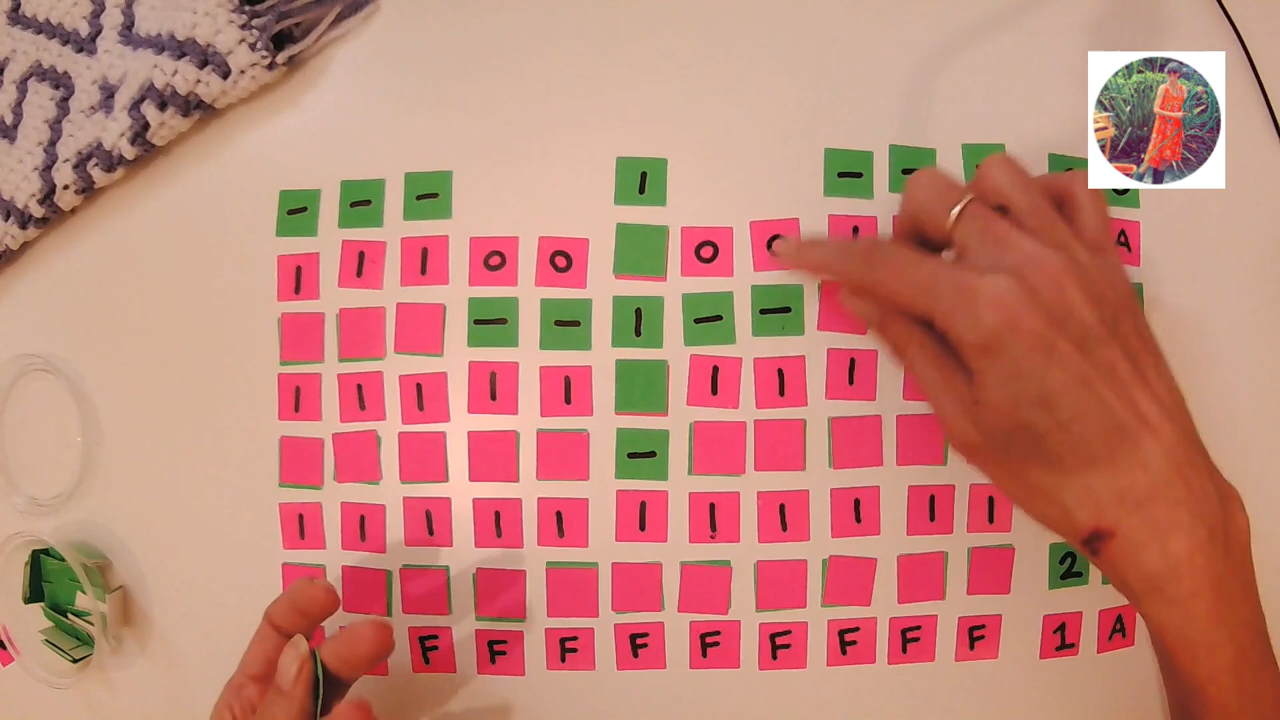 - - - | - -
| | | O O O O | A
- - | - -
| | | | | | | |
-
| | | | | | | | | | |
2
F F F F F F F F F 1 A